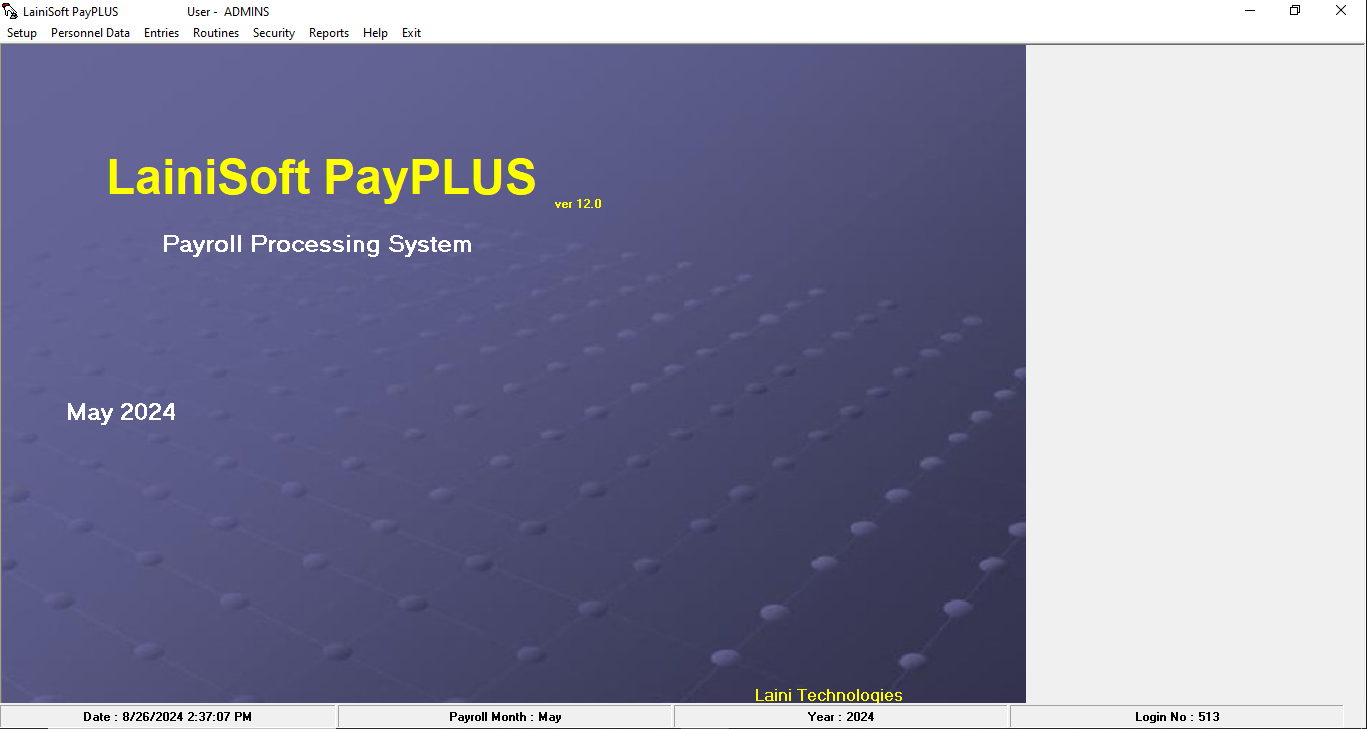 LainiSoft PayPLUS User - ADMINS
Setup Personnel Data Entries Routines Security Reports Help Exit
LainiSoft PayPLUS
ver 12.0
Payroll Processing System
May 2024
Laini Technologies
Date : 8/26/2024 2:37:07 PM Payroll Month : May Year : 2024 Login No : 513